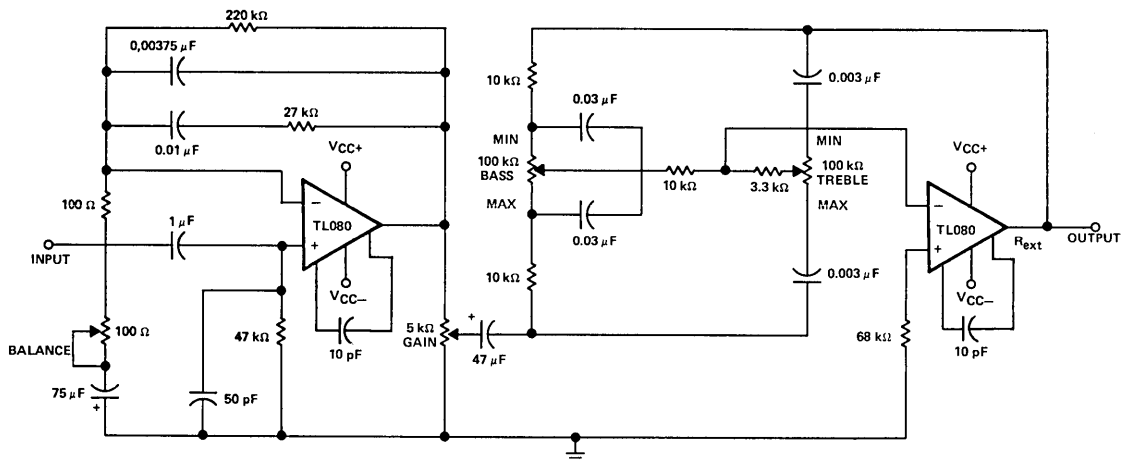 220 kΩ
0,00375 μF
27 kΩ
0.01 μF
VCC+
100 Ω
1 μF
−
TL080
+
INPUT
VCC−
100 Ω
BALANCE
47 kΩ
10 pF
5 kΩ
GAIN
+
47 μF
75 μF
+
50 pF
10 kΩ
0.03 μF
0.003 μF
MIN
100 kΩ
BASS
MAX
10 kΩ
3.3 kΩ
MIN
100 kΩ
TREBLE
MAX
0.03 μF
10 kΩ
0.003 μF
VCC+
−
TL080
+
Rext
OUTPUT
VCC−
68 kΩ
10 pF